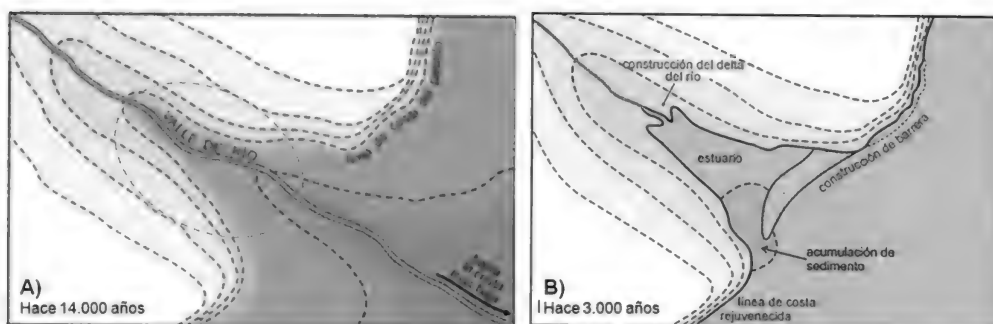 VALLE DE RÍO
A)
Hace 14.000 años
construcción del delta
del río
estuario
construcción de barrera
acumulación de
sedimento
línea de costa
rejuvenecida
B)
Hace 3.000 años